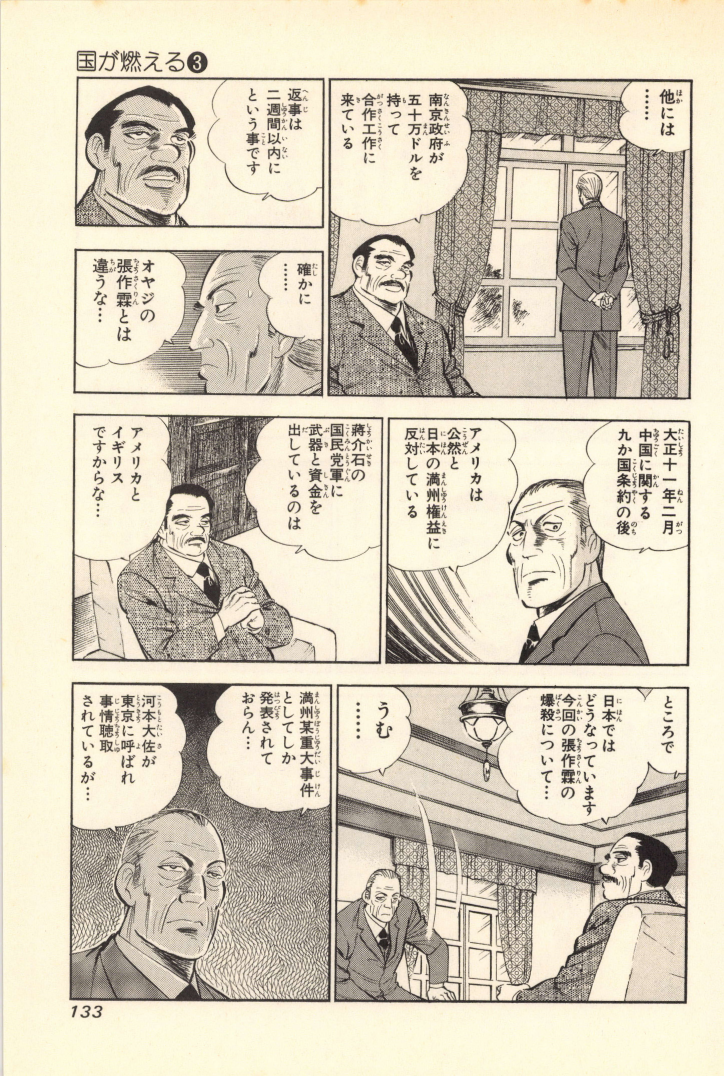 国が燃える❸
他には
……
南京政府が
五十万ドルを
持って
合作工作に
来ている
返事は
二週間以内に
という事です
確かに
……
オヤジの
張作霖とは
違うな…
大正十一年二月
中国に関する
九か国条約の後
アメリカは
公然と
日本の満州権益に
反対している
蔣介石の
国民党軍に
武器と資金を
出しているのは
アメリカと
イギリス
ですからな…
ところで
日本では
どうなっています
今回の張作霖の
爆殺について…
うむ
……
満州某重大事件
としてしか
発表されて
おらん…
河本大佐が
東京に呼ばれ
事情聴取
されているが…
133